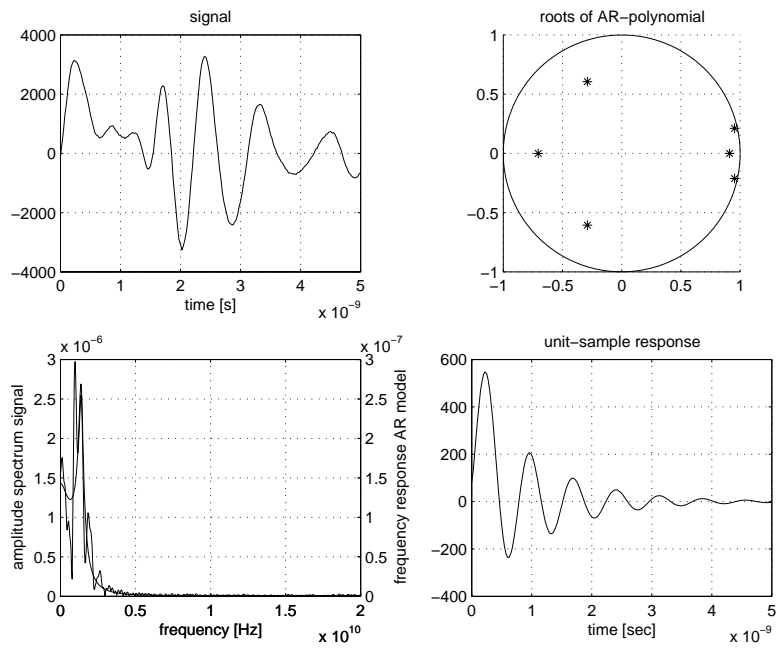 signal
4000
2000
0
−2000
−4000
0 1 2 3 4 5
time [s]
x 10⁻⁹
roots of AR−polynomial
1
0.5
0
−0.5
−1
−1 −0.5 0 0.5 1
x 10⁻⁶
x 10⁻⁷
amplitude spectrum signal
3
2.5
2
1.5
1
0.5
0
0 0.5 1 1.5 2
frequency [Hz]
x 10¹⁰
3
2.5
2
1.5
1
0.5
0
frequency response AR model
unit−sample response
600
400
200
0
−200
−400
0 1 2 3 4 5
time [sec]
x 10⁻⁹